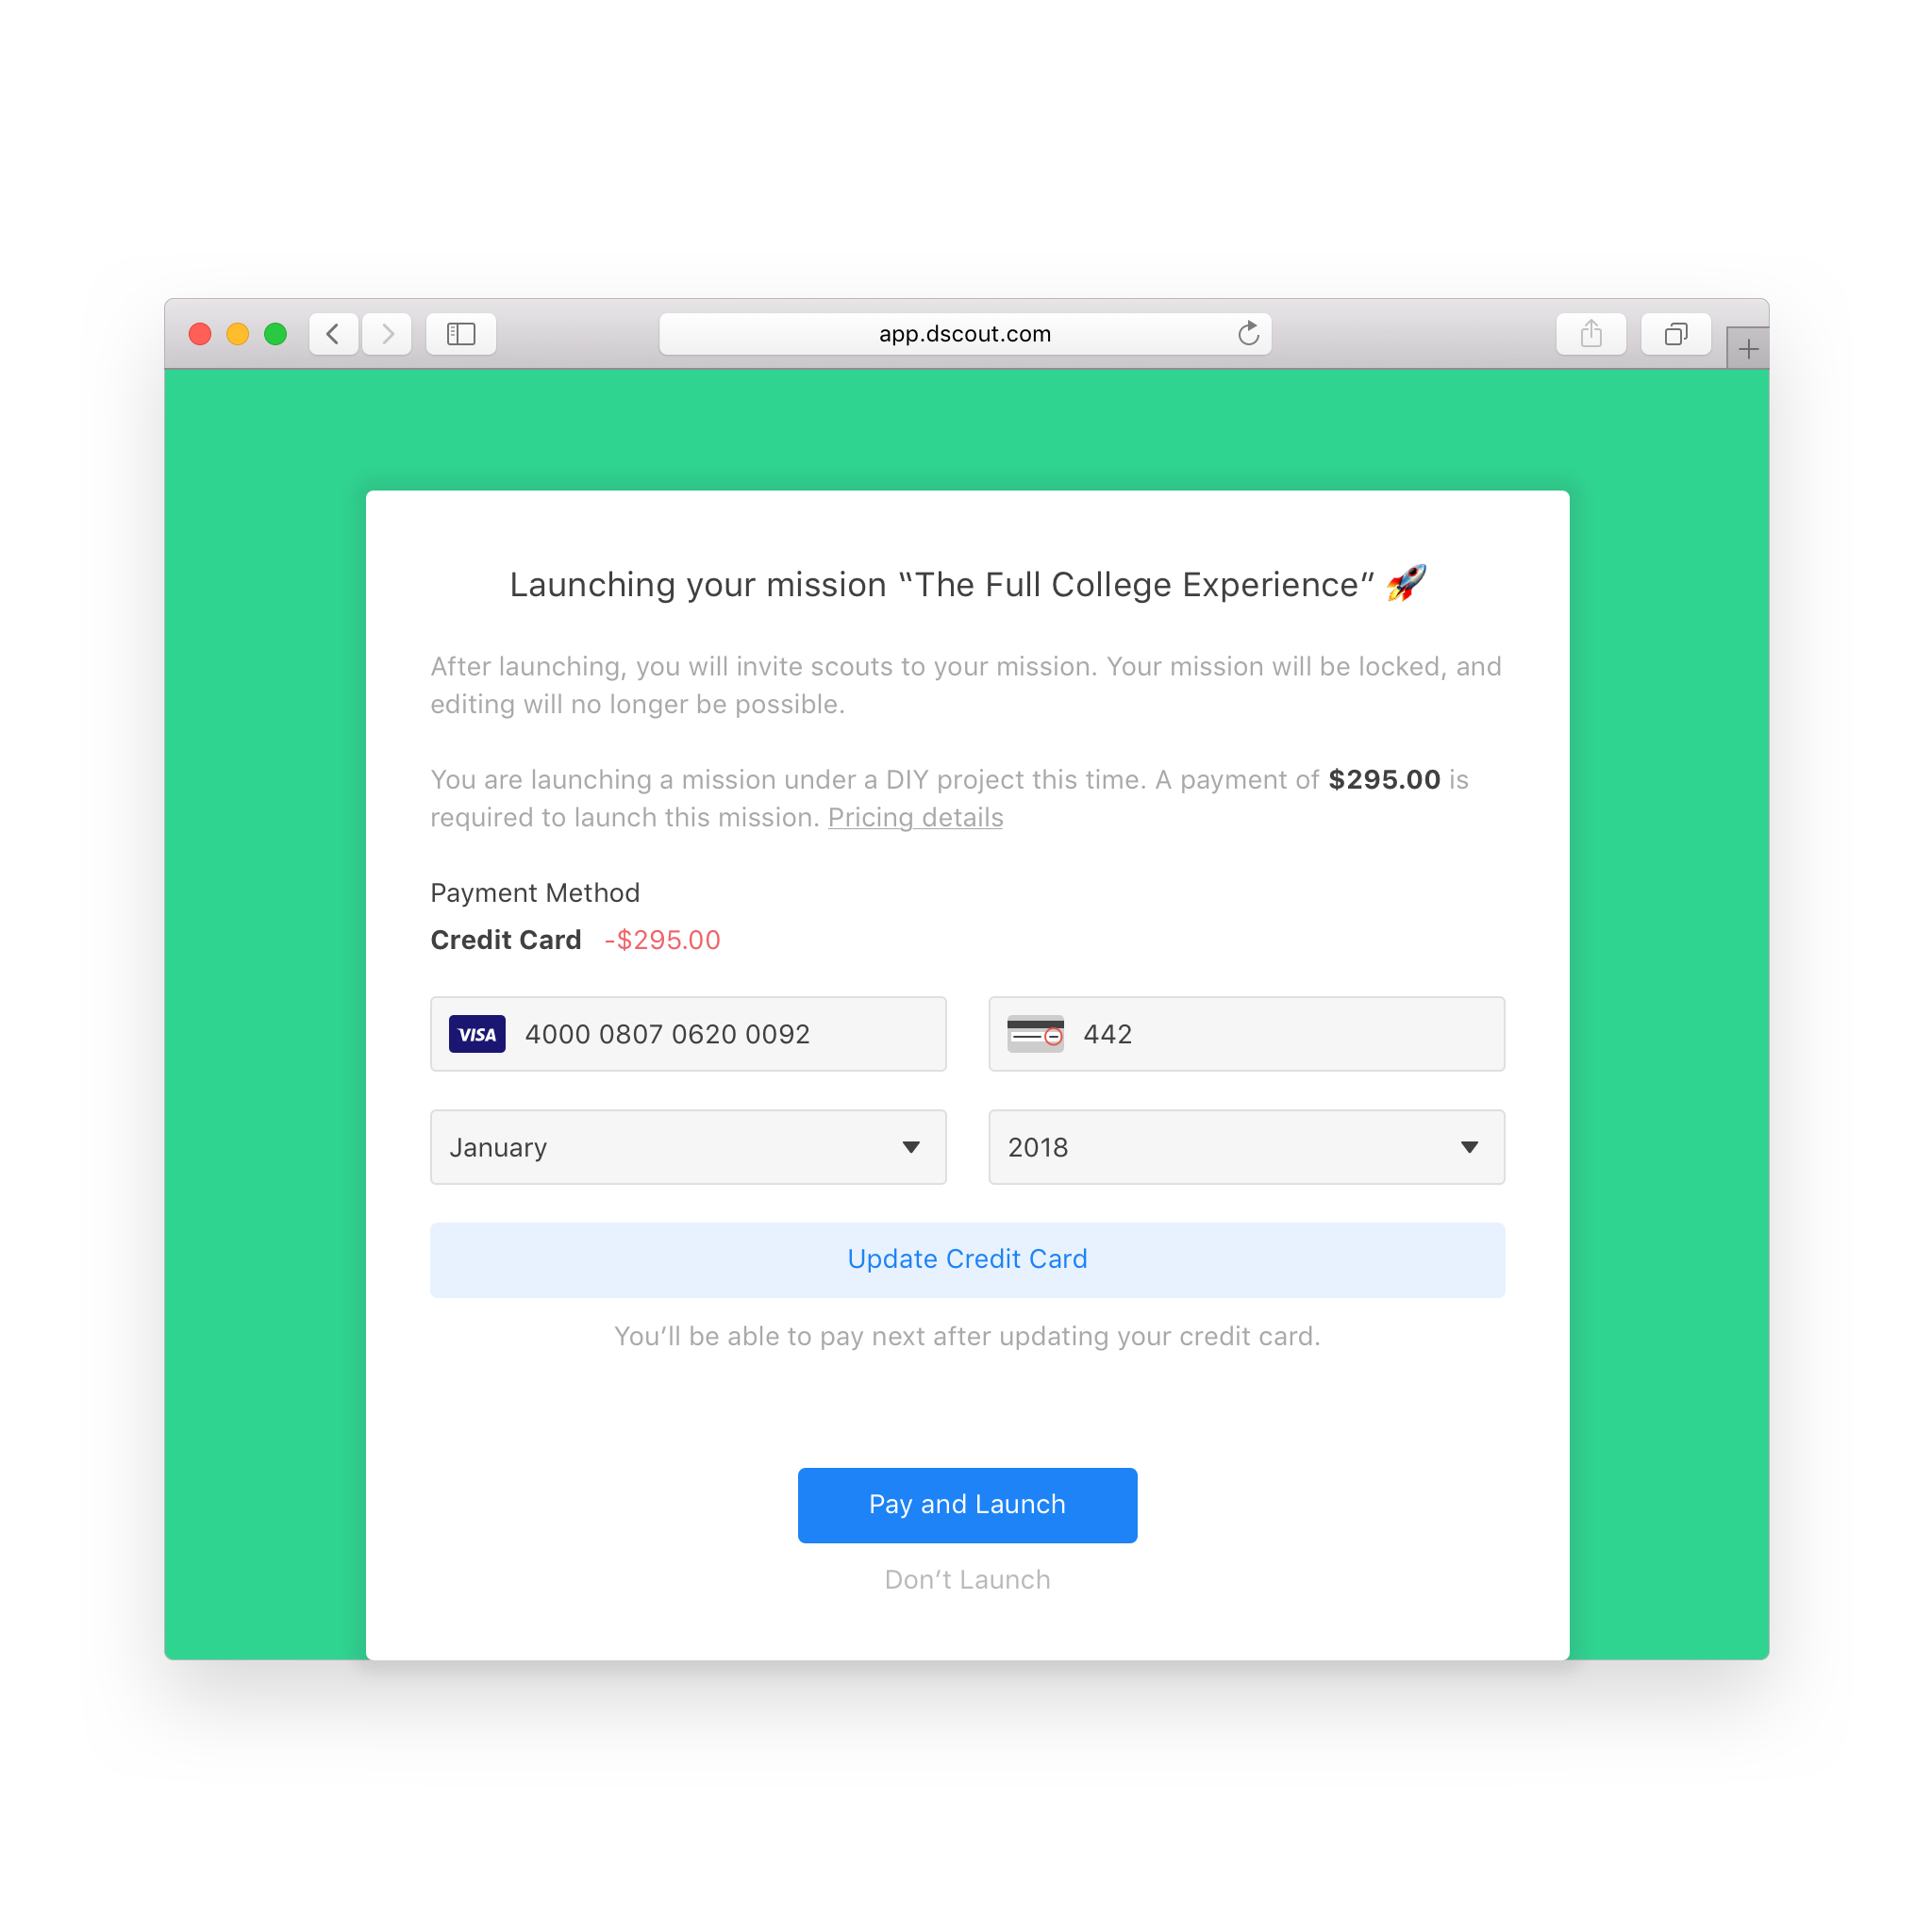 app.dscout.com
Launching your mission “The Full College Experience” 🚀
After launching, you will invite scouts to your mission. Your mission will be locked, and
editing will no longer be possible.
You are launching a mission under a DIY project this time. A payment of $295.00 is
required to launch this mission. Pricing details
Payment Method
Credit Card -$295.00
VISA 4000 0807 0620 0092
442
January
2018
Update Credit Card
You’ll be able to pay next after updating your credit card.
Pay and Launch
Don’t Launch